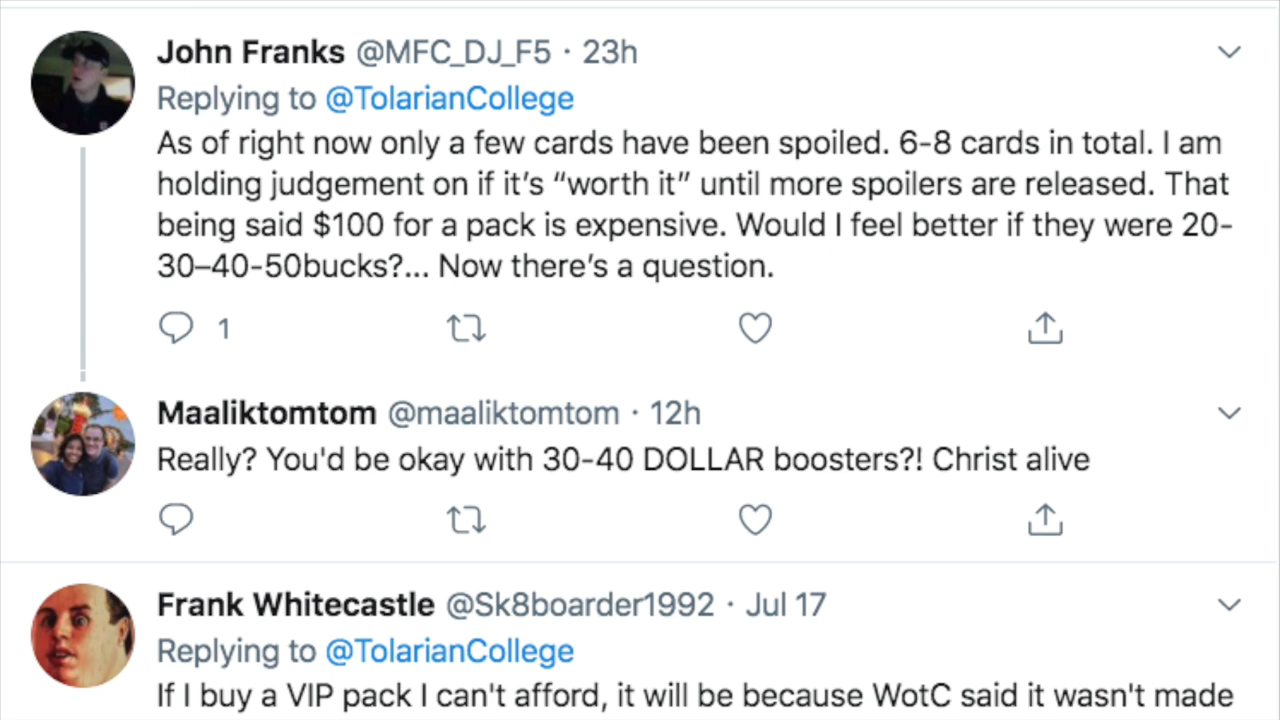 John Franks @MFC_DJ_F5 · 23h
Replying to @TolarianCollege
As of right now only a few cards have been spoiled. 6-8 cards in total. I am
holding judgement on if it’s “worth it” until more spoilers are released. That
being said $100 for a pack is expensive. Would I feel better if they were 20-
30–40-50bucks?... Now there’s a question.
1
Maaliktomtom @maaliktomtom · 12h
Really? You'd be okay with 30-40 DOLLAR boosters?! Christ alive
Frank Whitecastle @Sk8boarder1992 · Jul 17
Replying to @TolarianCollege
If I buy a VIP pack I can't afford, it will be because WotC said it wasn't made